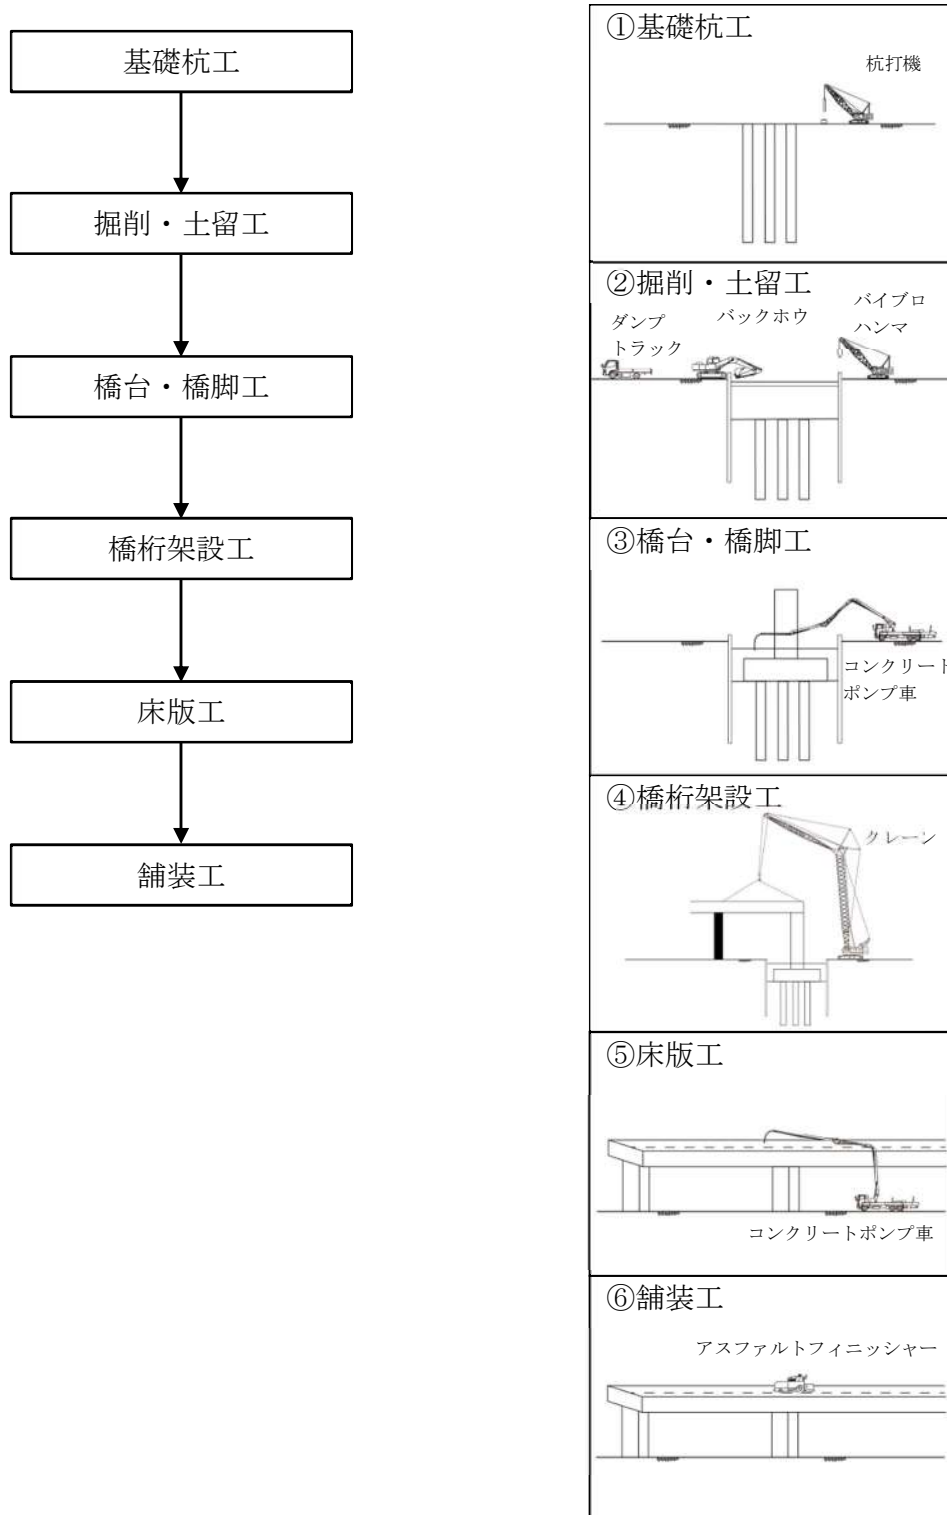 基礎杭工
掘削・土留工
橋台・橋脚工
橋桁架設工
床版工
舗装工
①基礎杭工
杭打機
②掘削・土留工
ダンプ
トラック
バックホウ
バイブロ
ハンマ
③橋台・橋脚工
コンクリート
ポンプ車
④橋桁架設工
クレーン
⑤床版工
コンクリートポンプ車
⑥舗装工
アスファルトフィニッシャー